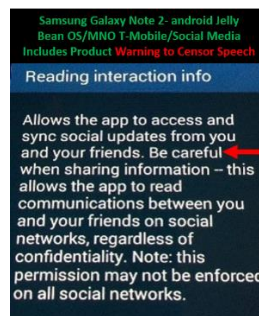 Samsung Galaxy Note 2- android Jelly
Bean OS/MNO T-Mobile/Social Media
Includes Product Warning to Censor Speech
Reading interaction info
Allows the app to access and
sync social updates from you
and your friends. Be careful
when sharing information -- this
allows the app to read
communications between you
and your friends on social
networks, regardless of
confidentiality. Note: this
permission may not be enforced
on all social networks.